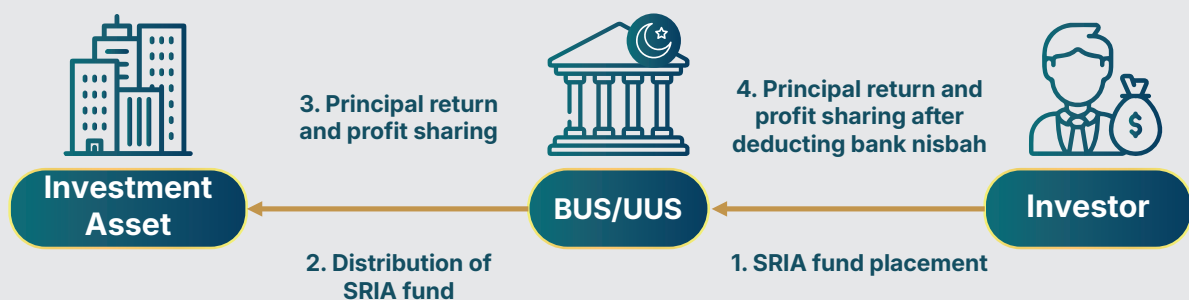 3. Principal return
and profit sharing
4. Principal return and
profit sharing after
deducting bank nisbah
$
Investment
Asset
BUS/UUS
Investor
2. Distribution of
SRIA fund
1. SRIA fund placement